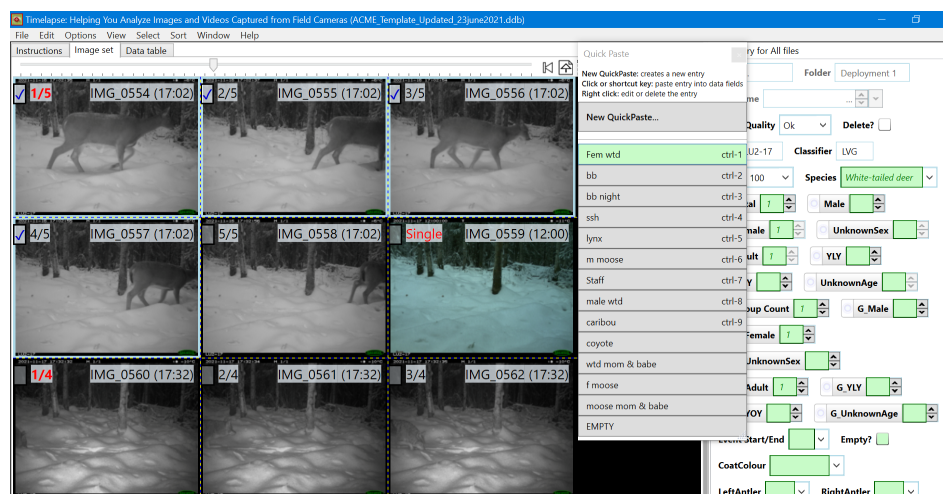 Timelapse: Helping You Analyze Images and Videos Captured from Field Cameras (ACME_Template_Updated_23june2021.ddb)
File Edit Options View Select Sort Window Help
Instructions Image set Data table
1/5 IMG_0554 (17:02)
2/5 IMG_0555 (17:02)
3/5 IMG_0556 (17:02)
4/5 IMG_0557 (17:02)
5/5 IMG_0558 (17:02)
Single IMG_0559 (12:00)
1/4 IMG_0560 (17:32)
2/4 IMG_0561 (17:32)
3/4 IMG_0562 (17:32)
Quick Paste
New QuickPaste: creates a new entry
Click or shortcut key: paste entry into data fields
Right click: edit or delete the entry
New QuickPaste...
Fem wtd ctrl-1
bb ctrl-2
bb night ctrl-3
ssh ctrl-4
lynx ctrl-5
m moose ctrl-6
Staff ctrl-7
male wtd ctrl-8
caribou ctrl-9
coyote
wtd mom & babe
f moose
moose mom & babe
EMPTY
ry for All files
Folder Deployment 1
me ...
Quality Ok Delete?
U2-17 Classifier LVG
100 Species White-tailed deer
tal 1 Male
male 1 UnknownSex
ult 1 YLY
Y UnknownAge
oup Count 1 G_Male
Female 1
UnknownSex
Adult 1 G_YLY
YOY G_UnknownAge
Event Start/End Empty?
CoatColour
LeftAntler RightAntler